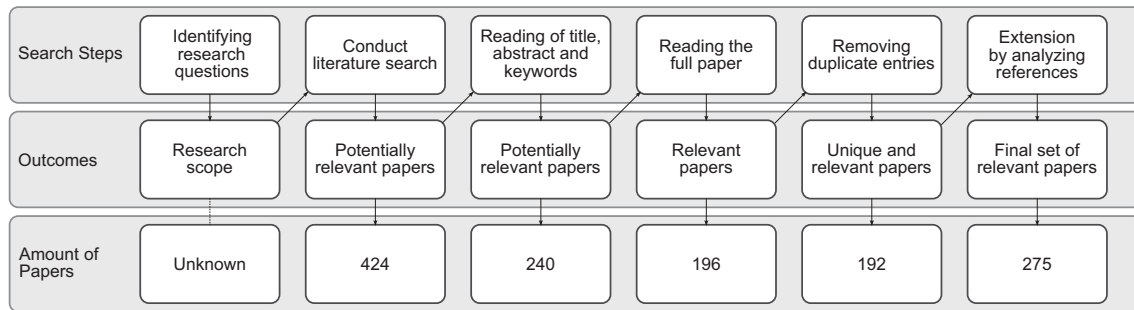 Search Steps
Identifying
research
questions
Conduct
literature search
Reading of title,
abstract and
keywords
Reading the
full paper
Removing
duplicate entries
Extension
by analyzing
references
Outcomes
Research
scope
Potentially
relevant papers
Potentially
relevant papers
Relevant
papers
Unique and
relevant papers
Final set of
relevant papers
Amount of
Papers
Unknown
424
240
196
192
275